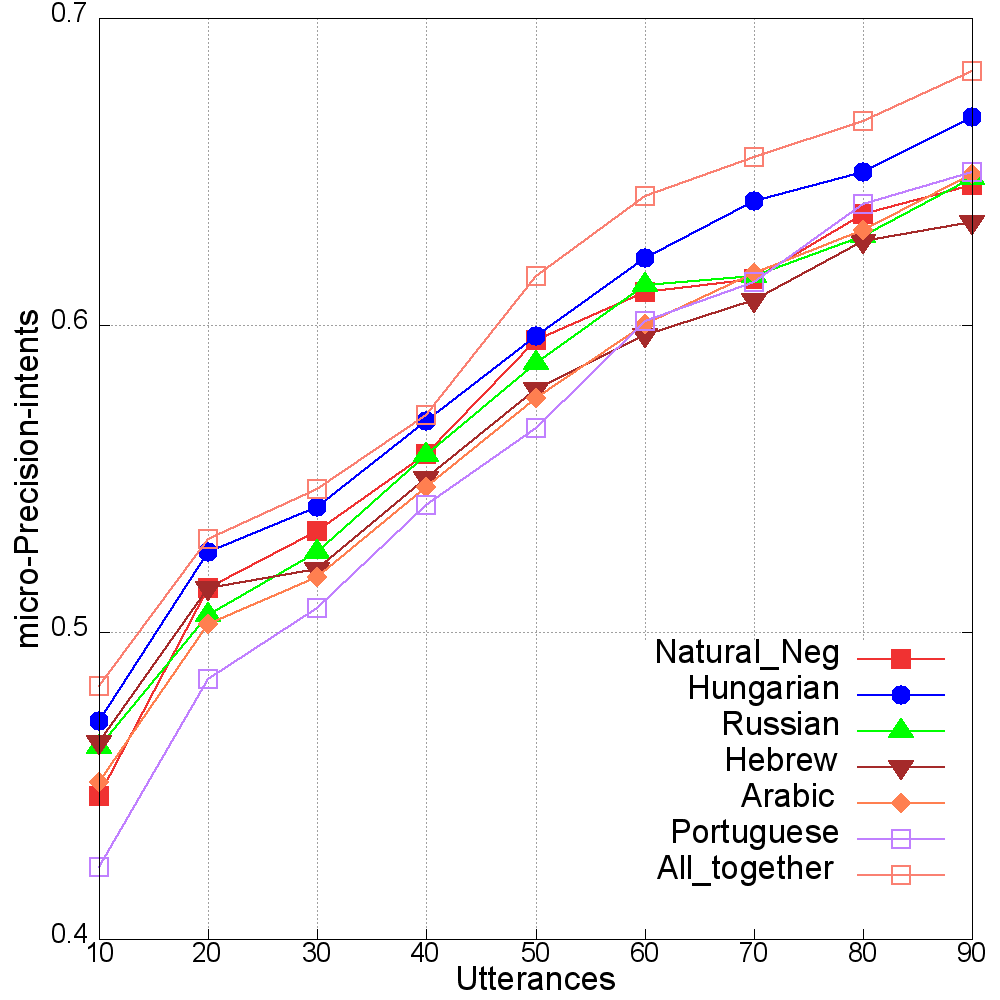 0.7
0.6
0.5
0.4
micro-Precision-intents
Natural_Neg
Hungarian
Russian
Hebrew
Arabic
Portuguese
All_together
10 20 30 40 50 60 70 80 90
Utterances